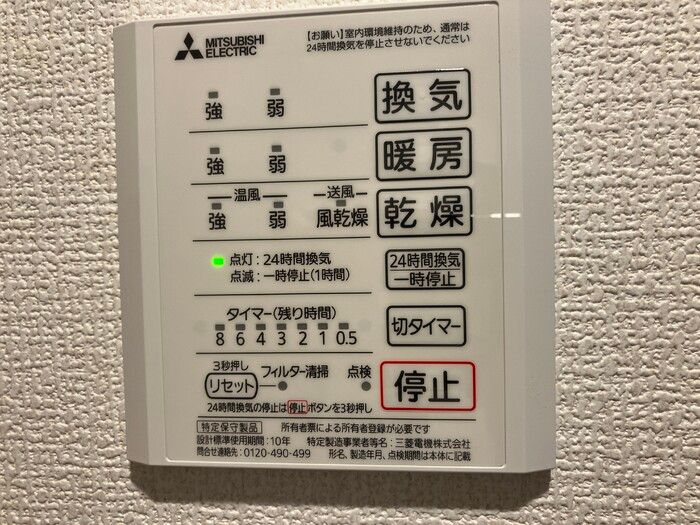 MITSUBISHI
ELECTRIC
【お願い】室内環境維持のため、通常は
24時間換気を停止させないでください
強 弱 換気
強 弱 暖房
温風 送風
強 弱 風乾燥 乾燥
点灯:24時間換気
点滅:一時停止(1時間)
24時間換気
一時停止
タイマー(残り時間)
8 6 4 3 2 1 0.5
切タイマー
3秒押し
リセット フィルター清掃 点検
停止
24時間換気の停止は停止ボタンを3秒押し
特定保守製品 所有者票による所有者登録が必要です
設計標準使用期間:10年 特定製造事業者等名:三菱電機株式会社
問合せ連絡先:0120-490-499 形名、製造年月、点検期間は本体に記載